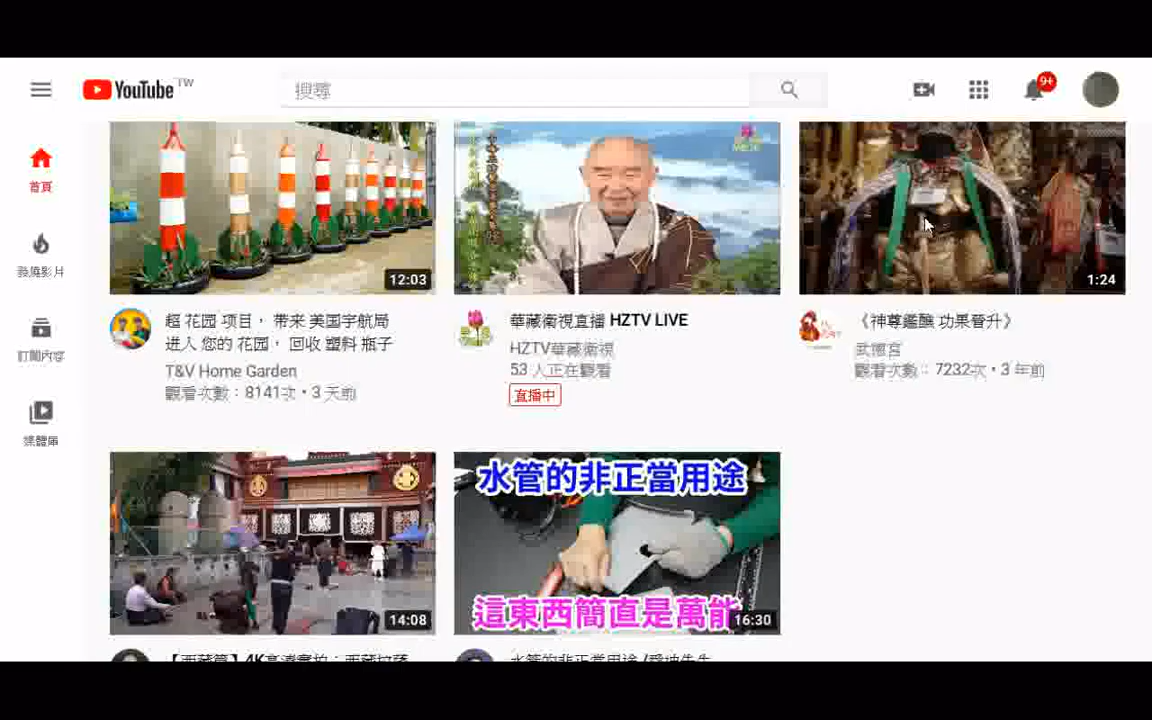 YouTube TW
搜尋
9+
首頁
發燒影片
訂閱內容
媒體庫
12:03
超 花园 项目， 带来 美国宇航局
进入 您的 花园， 回收 塑料 瓶子
T&V Home Garden
觀看次數：8141次・3 天前
華藏衛視直播 HZTV LIVE
HZTV華藏衛視
53 人正在觀看
直播中
1:24
《神尊鑑醮 功果晉升》
武德宮
觀看次數：7232次・3 年前
14:08
水管的非正當用途
這東西簡直是萬能
16:30